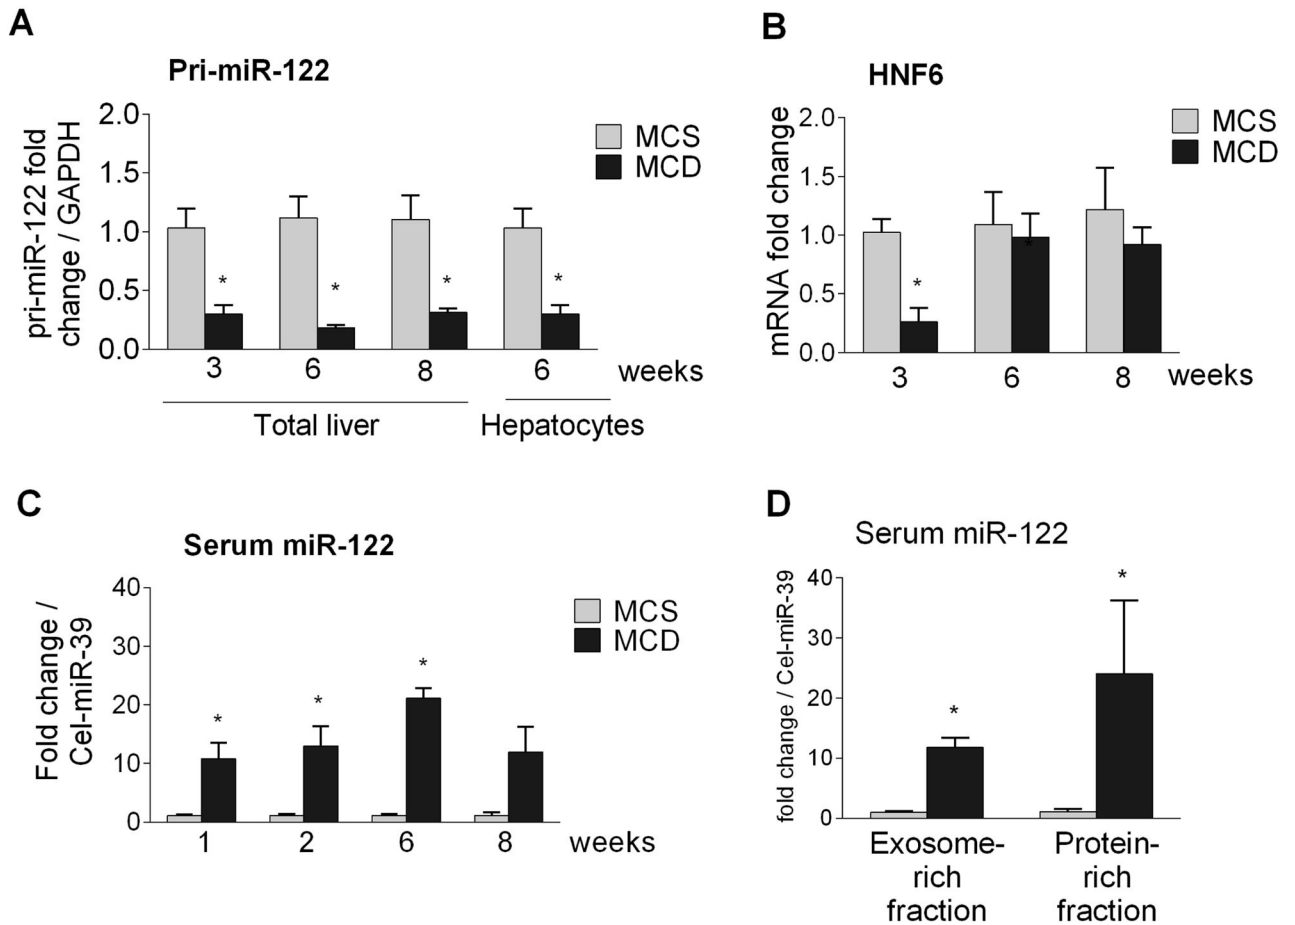 A
Pri-miR-122
pri-miR-122 fold
change / GAPDH
2.0
1.5
1.0
0.5
0.0
MCS
MCD
*
*
*
*
3
6
8
6
weeks
Total liver
Hepatocytes
B
HNF6
mRNA fold change
2.0
1.5
1.0
0.5
0.0
MCS
MCD
*
*
3
6
8
weeks
C
Serum miR-122
Fold change /
Cel-miR-39
40
30
20
10
0
MCS
MCD
*
*
*
1
2
6
8
weeks
D
Serum miR-122
fold change / Cel-miR-39
40
30
20
10
0
*
*
Exosome-
rich
fraction
Protein-
rich
fraction